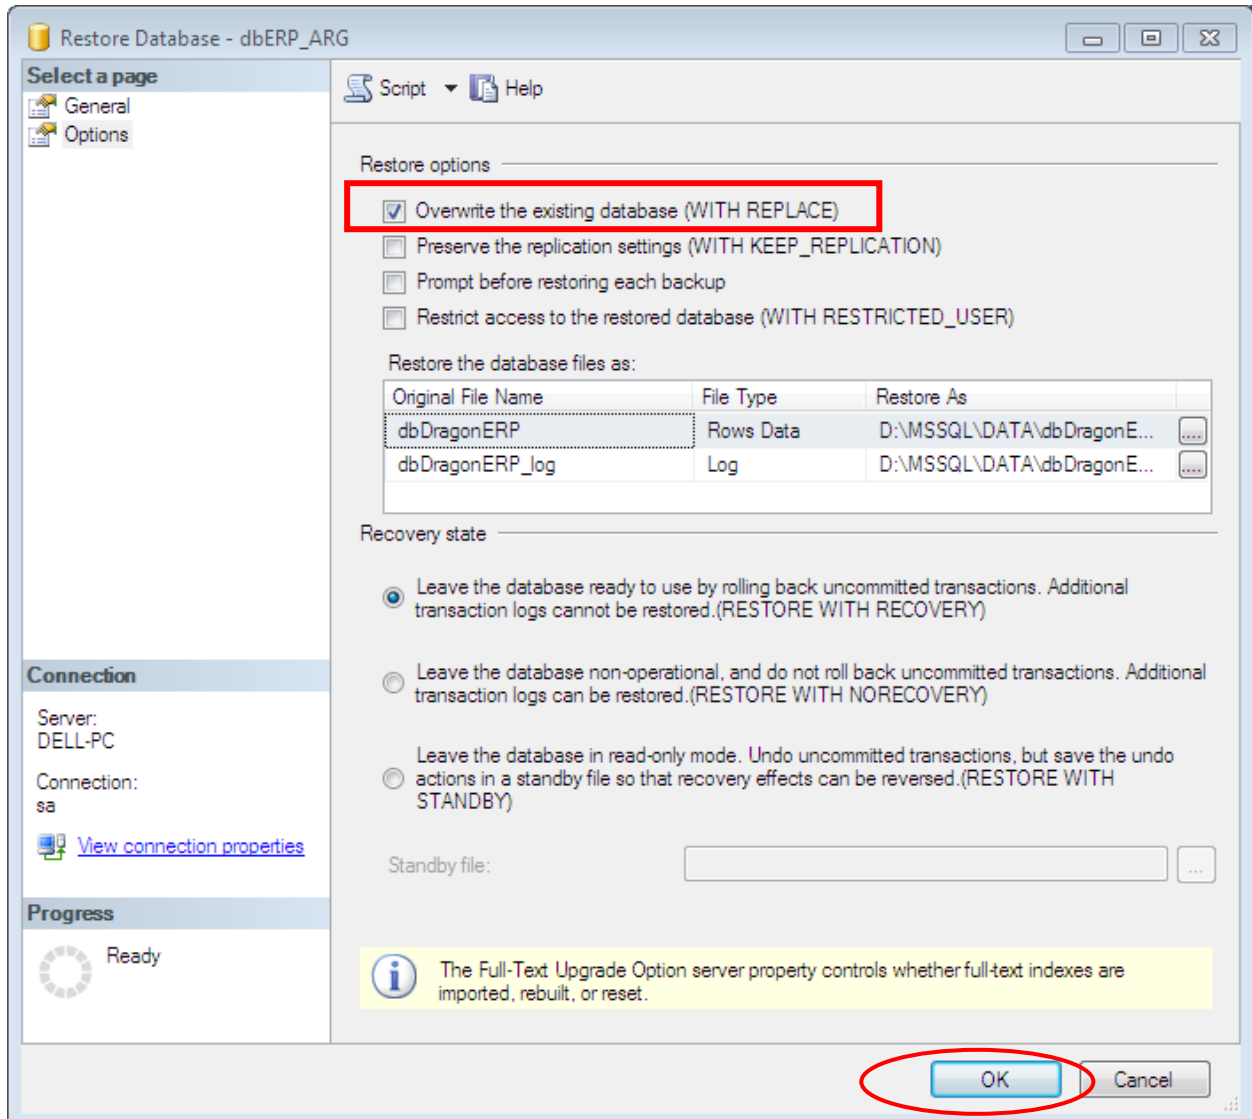 Restore Database - dbERP_ARG
Select a page
General
Options
Script
Help
Restore options
Overwrite the existing database (WITH REPLACE)
Preserve the replication settings (WITH KEEP_REPLICATION)
Prompt before restoring each backup
Restrict access to the restored database (WITH RESTRICTED_USER)
Restore the database files as:
Original File Name File Type Restore As
dbDragonERP Rows Data D:\MSSQL\DATA\dbDragonE... ....
dbDragonERP_log Log D:\MSSQL\DATA\dbDragonE... ....
Recovery state
Leave the database ready to use by rolling back uncommitted transactions. Additional
transaction logs cannot be restored.(RESTORE WITH RECOVERY)
Leave the database non-operational, and do not roll back uncommitted transactions. Additional
transaction logs can be restored.(RESTORE WITH NORECOVERY)
Leave the database in read-only mode. Undo uncommitted transactions, but save the undo
actions in a standby file so that recovery effects can be reversed.(RESTORE WITH
STANDBY)
Standby file:
...
Connection
Server:
DELL-PC
Connection:
sa
View connection properties
Progress
Ready
The Full-Text Upgrade Option server property controls whether full-text indexes are
imported, rebuilt, or reset.
OK
Cancel